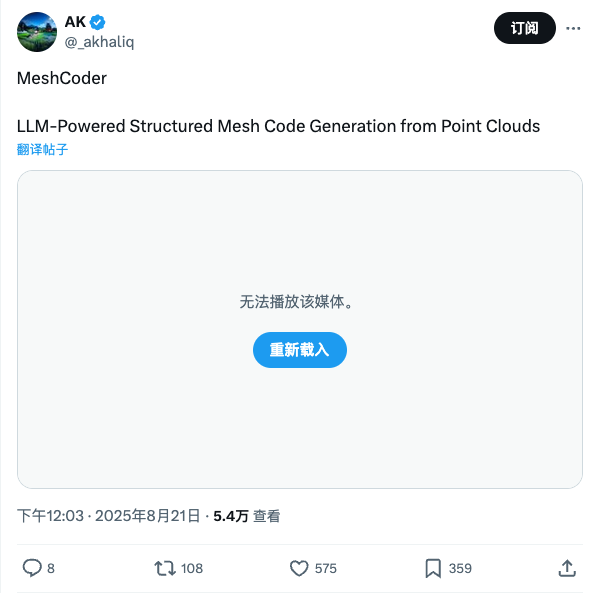 AK
订阅
@_akhaliq
MeshCoder
LLM-Powered Structured Mesh Code Generation from Point Clouds
翻译帖子
无法播放该媒体。
重新载入
下午12:03 · 2025年8月21日 · 5.4万 查看
8 108 575 359